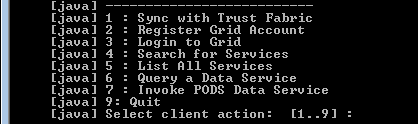 [java] --------------------------
[java] 1 : Sync with Trust Fabric
[java] 2 : Register Grid Account
[java] 3 : Login to Grid
[java] 4 : Search for Services
[java] 5 : List All Services
[java] 6 : Query a Data Service
[java] 7 : Invoke PODS Data Service
[java] 9: Quit
[java] Select client action:  [1..9] :